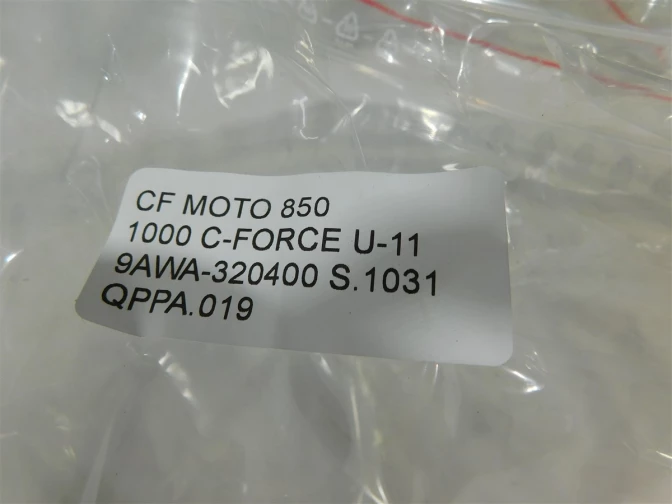 CF MOTO 850
1000 C-FORCE U-11
9AWA-320400 S.1031
QPPA.019